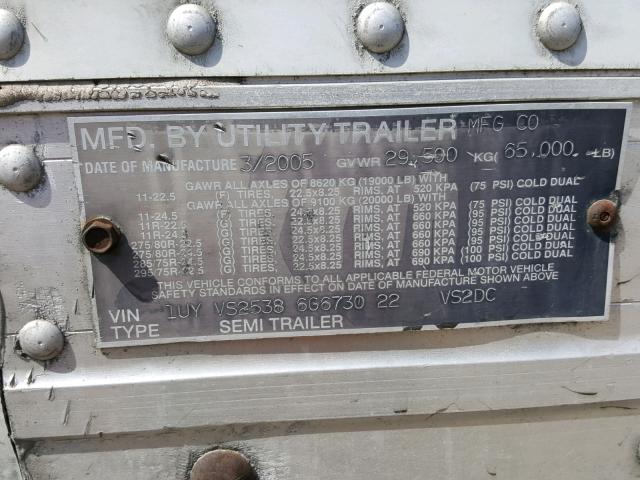 MFD. BY UTILITY TRAILER MFG CO
DATE OF MANUFACTURE 3/2005 GVWR 29,500 KG( 65,000 LB)
GAWR ALL AXLES OF 8620 KG (19000 LB) WITH
11-22.5 (F) TIRES, 22.5x8.25 RIMS, AT 520 KPA (75 PSI) COLD DUAL
GAWR ALL AXLES OF 9100 KG (20000 LB) WITH
11-24.5 (F) TIRES, 24.5x8.25 RIMS, AT 520 KPA (75 PSI) COLD DUAL
11R-22.5 (G) TIRES, 22.5x8.25 RIMS, AT 660 KPA (95 PSI) COLD DUAL
11R-24.5 (G) TIRES, 24.5x8.25 RIMS, AT 660 KPA (95 PSI) COLD DUAL
275/80R-22.5 (G) TIRES, 22.5x8.25 RIMS, AT 660 KPA (95 PSI) COLD DUAL
275/80R-24.5 (G) TIRES, 24.5x8.25 RIMS, AT 660 KPA (95 PSI) COLD DUAL
285/75R-24.5 (G) TIRES, 24.5x8.25 RIMS, AT 690 KPA (100 PSI) COLD DUAL
295/75R-22.5 (G) TIRES, 22.5x8.25 RIMS, AT 690 KPA (100 PSI) COLD DUAL
THIS VEHICLE CONFORMS TO ALL APPLICABLE FEDERAL MOTOR VEHICLE
SAFETY STANDARDS IN EFFECT ON DATE OF MANUFACTURE SHOWN ABOVE
VIN 1UY VS2538 6G6730 22 VS2DC
TYPE SEMI TRAILER